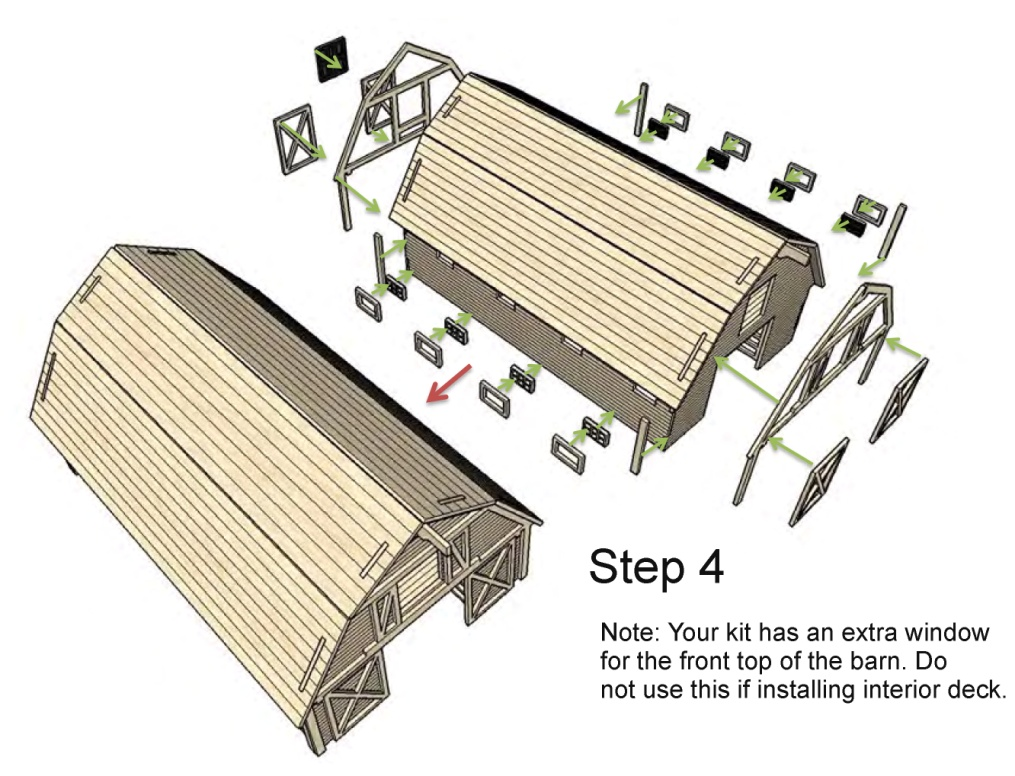 Step 4
Note: Your kit has an extra window
for the front top of the barn. Do
not use this if installing interior deck.